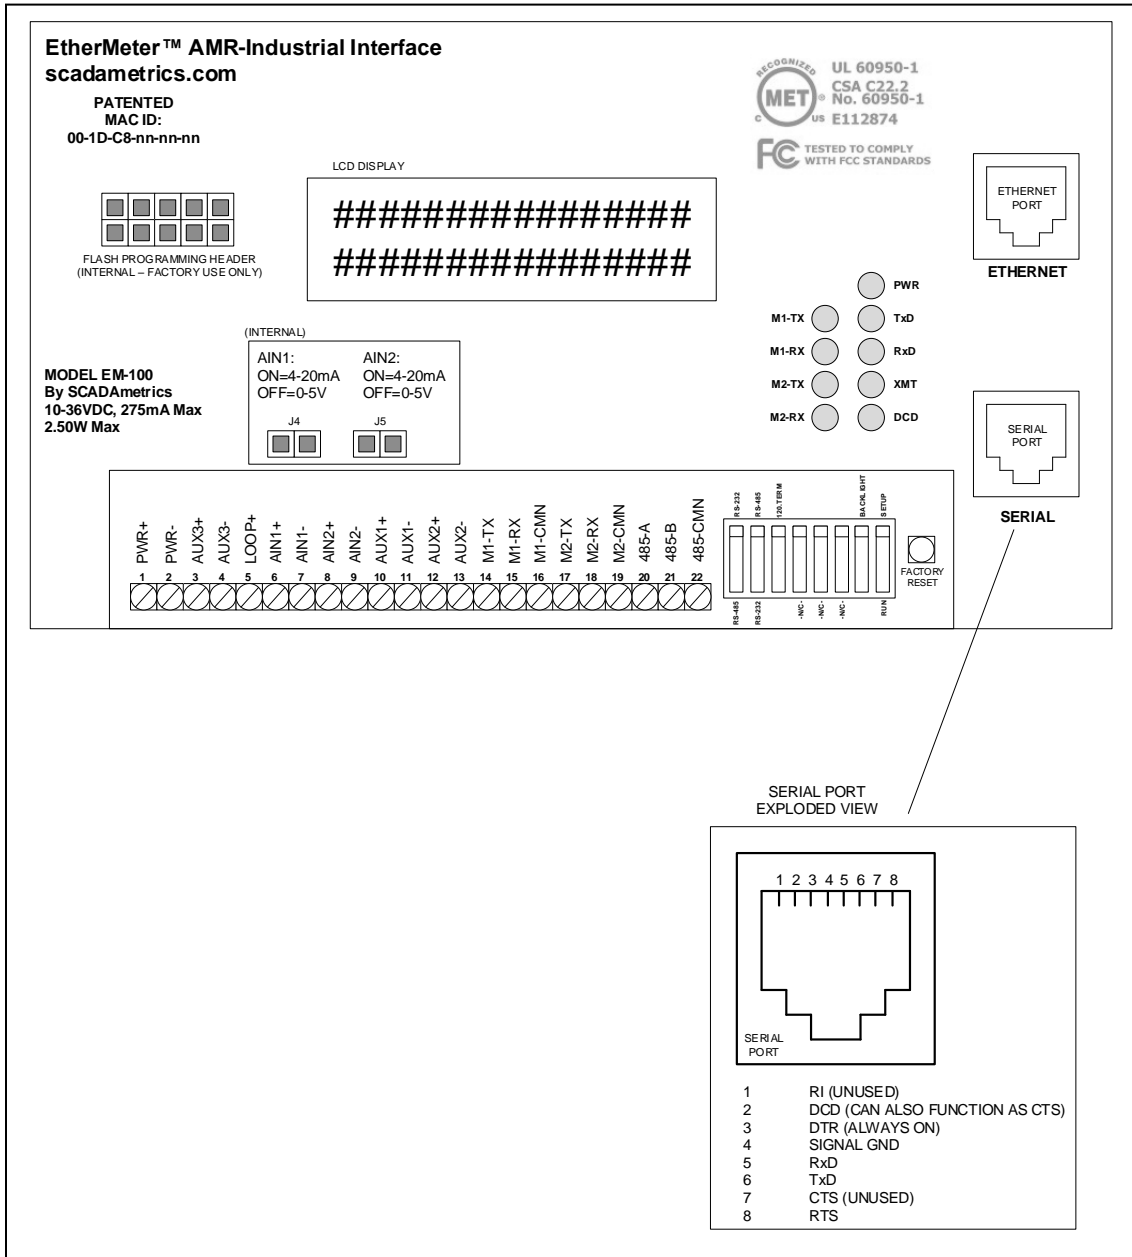 EtherMeter™ AMR-Industrial Interface
scadametrics.com
PATENTED
MAC ID:
00-1D-C8-nn-nn-nn
RECOGNIZED
MET
®
C
US
UL 60950-1
CSA C22.2
No. 60950-1
E112874
FC
TESTED TO COMPLY
WITH FCC STANDARDS
LCD DISPLAY
################
################
FLASH PROGRAMMING HEADER
(INTERNAL – FACTORY USE ONLY)
ETHERNET
PORT
ETHERNET
PWR
M1-TX TxD
M1-RX RxD
M2-TX XMT
M2-RX DCD
(INTERNAL)
AIN1: AIN2:
ON=4-20mA ON=4-20mA
OFF=0-5V OFF=0-5V
J4 J5
MODEL EM-100
By SCADAmetrics
10-36VDC, 275mA Max
2.50W Max
SERIAL
PORT
SERIAL
PWR+ PWR- AUX3+ AUX3- LOOP+ AIN1+ AIN1- AIN2+ AIN2- AUX1+ AUX1- AUX2+ AUX2- M1-TX M1-RX M1-CMN M2-TX M2-RX M2-CMN 485-A 485-B 485-CMN
1 2 3 4 5 6 7 8 9 10 11 12 13 14 15 16 17 18 19 20 21 22
RS-232 RS-485 120.TERM BACKLIGHT SETUP
RS-485 RS-232 -N/C- -N/C- -N/C- RUN
FACTORY
RESET
SERIAL PORT
EXPLODED VIEW
1 2 3 4 5 6 7 8
SERIAL
PORT
1 RI (UNUSED)
2 DCD (CAN ALSO FUNCTION AS CTS)
3 DTR (ALWAYS ON)
4 SIGNAL GND
5 RxD
6 TxD
7 CTS (UNUSED)
8 RTS